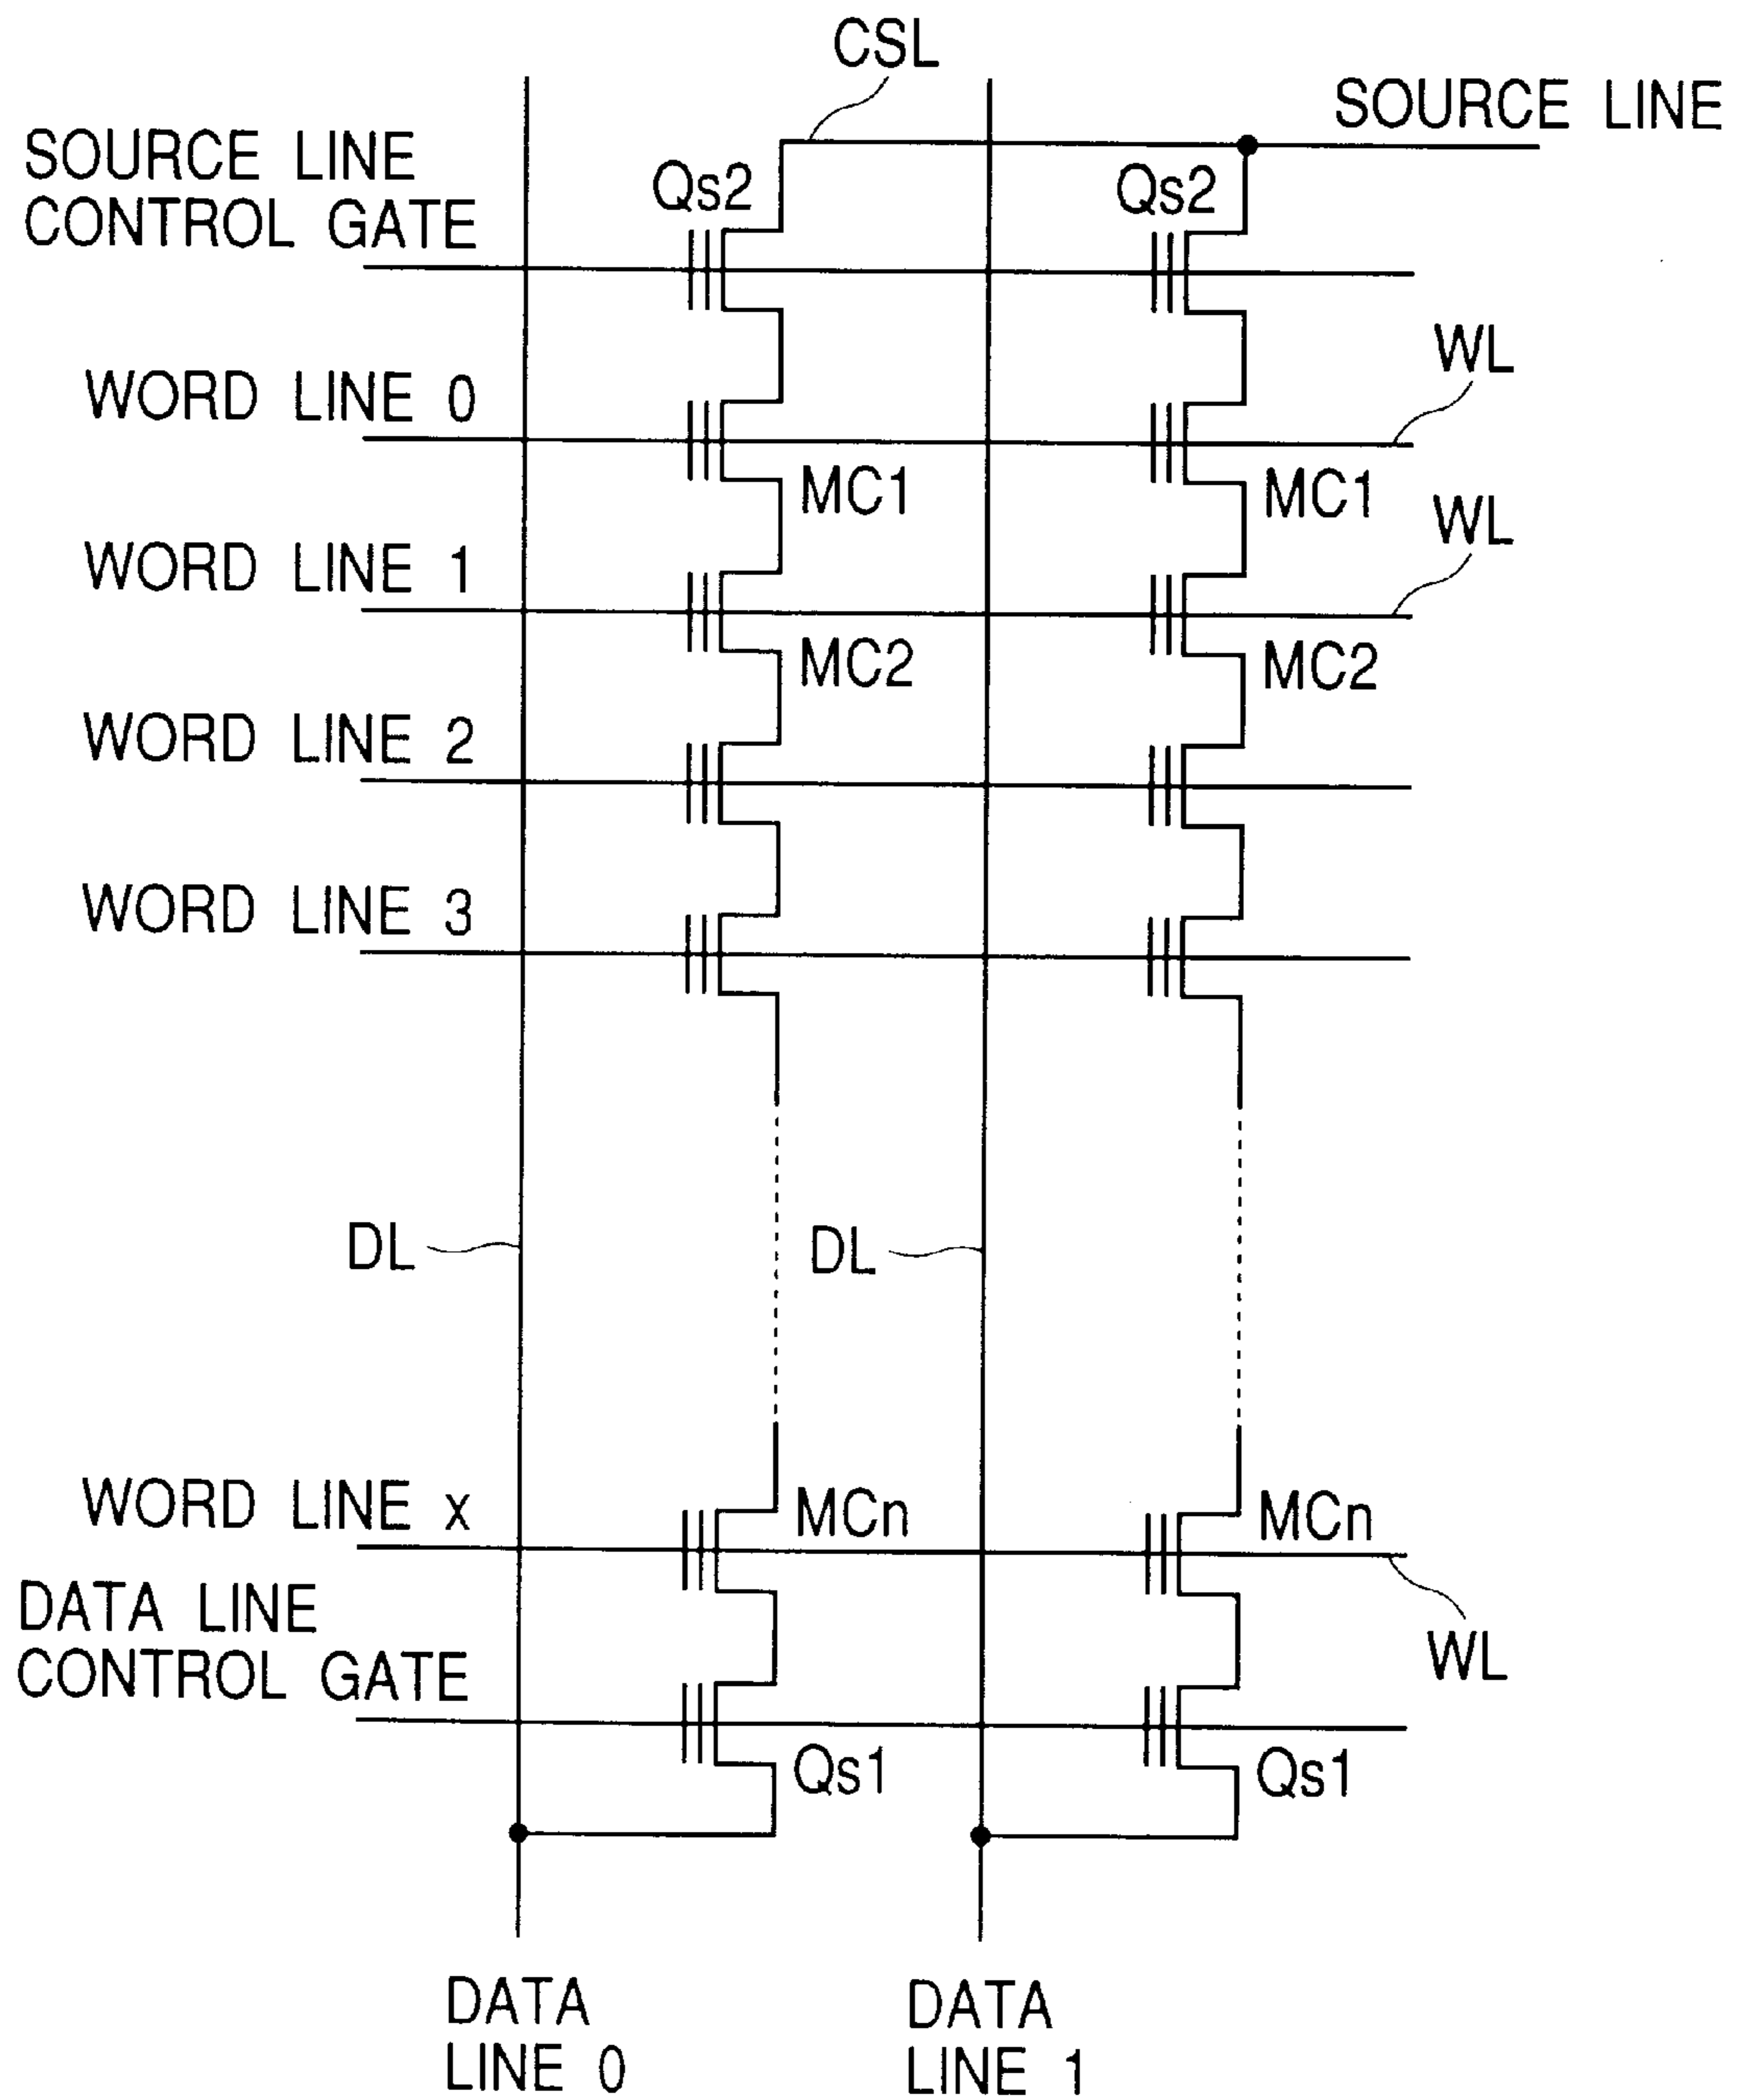 CSL
SOURCE LINE
SOURCE LINE
CONTROL GATE
Qs2
Qs2
WL
WORD LINE 0
MC1
MC1
WL
WORD LINE 1
MC2
MC2
WORD LINE 2
WORD LINE 3
DL
DL
WORD LINE x
MCn
MCn
DATA LINE
CONTROL GATE
WL
Qs1
Qs1
DATA
LINE 0
DATA
LINE 1